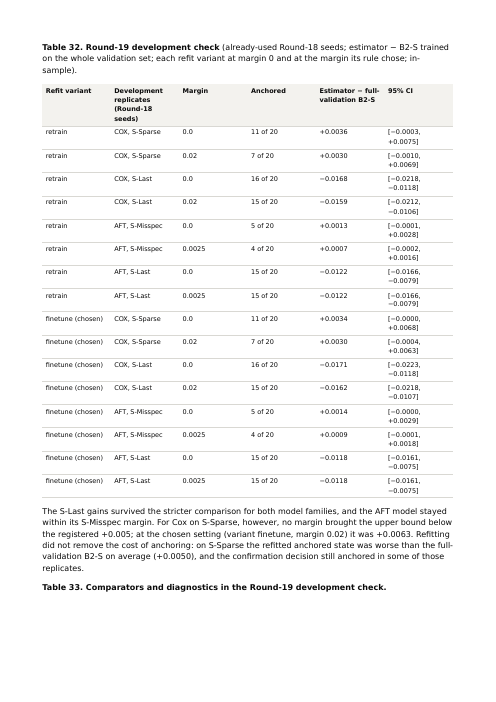 Table 32. Round-19 development check (already-used Round-18 seeds; estimator − B2-S trained
on the whole validation set; each refit variant at margin 0 and at the margin its rule chose; in-
sample).
Refit variant Development replicates (Round-18 seeds) Margin Anchored Estimator − full-validation B2-S 95% CI
retrain COX, S-Sparse 0.0 11 of 20 +0.0036 [−0.0003, +0.0075]
retrain COX, S-Sparse 0.02 7 of 20 +0.0030 [−0.0010, +0.0069]
retrain COX, S-Last 0.0 16 of 20 −0.0168 [−0.0218, −0.0118]
retrain COX, S-Last 0.02 15 of 20 −0.0159 [−0.0212, −0.0106]
retrain AFT, S-Misspec 0.0 5 of 20 +0.0013 [−0.0001, +0.0028]
retrain AFT, S-Misspec 0.0025 4 of 20 +0.0007 [−0.0002, +0.0016]
retrain AFT, S-Last 0.0 15 of 20 −0.0122 [−0.0166, −0.0079]
retrain AFT, S-Last 0.0025 15 of 20 −0.0122 [−0.0166, −0.0079]
finetune (chosen) COX, S-Sparse 0.0 11 of 20 +0.0034 [−0.0000, +0.0068]
finetune (chosen) COX, S-Sparse 0.02 7 of 20 +0.0030 [−0.0004, +0.0063]
finetune (chosen) COX, S-Last 0.0 16 of 20 −0.0171 [−0.0223, −0.0118]
finetune (chosen) COX, S-Last 0.02 15 of 20 −0.0162 [−0.0218, −0.0107]
finetune (chosen) AFT, S-Misspec 0.0 5 of 20 +0.0014 [−0.0000, +0.0029]
finetune (chosen) AFT, S-Misspec 0.0025 4 of 20 +0.0009 [−0.0001, +0.0018]
finetune (chosen) AFT, S-Last 0.0 15 of 20 −0.0118 [−0.0161, −0.0075]
finetune (chosen) AFT, S-Last 0.0025 15 of 20 −0.0118 [−0.0161, −0.0075]
The S-Last gains survived the stricter comparison for both model families, and the AFT model stayed
within its S-Misspec margin. For Cox on S-Sparse, however, no margin brought the upper bound below
the registered +0.005; at the chosen setting (variant finetune, margin 0.02) it was +0.0063. Refitting
did not remove the cost of anchoring: on S-Sparse the refitted anchored state was worse than the full-
validation B2-S on average (+0.0050), and the confirmation decision still anchored in some of those
replicates.
Table 33. Comparators and diagnostics in the Round-19 development check.